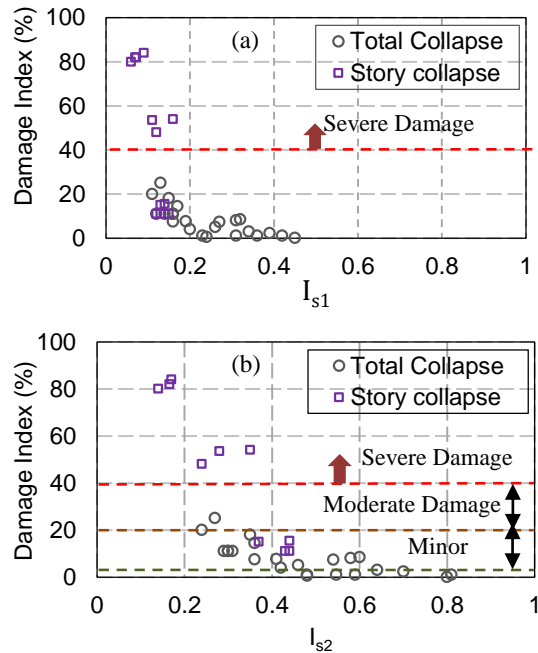 (a)
Total Collapse
Story collapse
Severe Damage
Damage Index (%)
100
80
60
40
20
0
0 0.2 0.4 0.6 0.8 1
Is1
(b)
Total Collapse
Story collapse
Severe Damage
Moderate Damage
Minor
Damage Index (%)
100
80
60
40
20
0
0 0.2 0.4 0.6 0.8 1
Is2